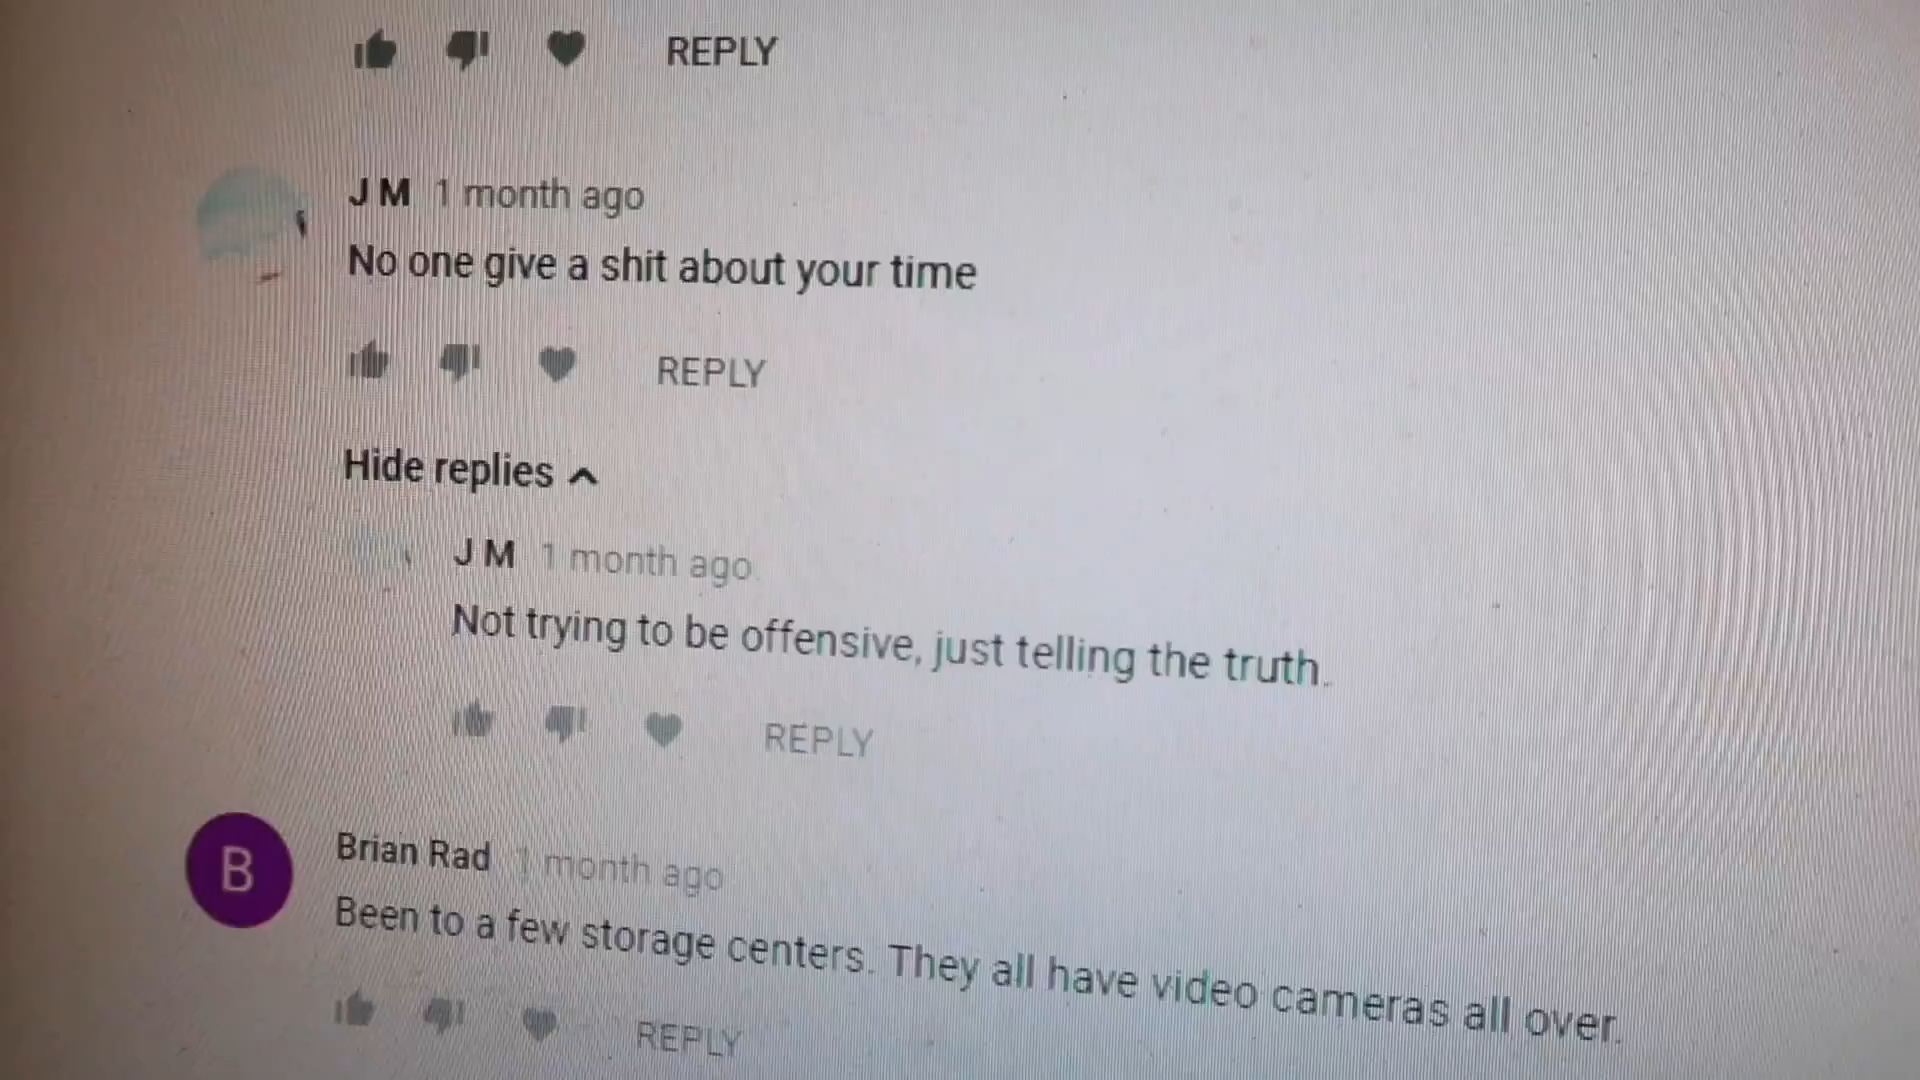 REPLY
J M 1 month ago
No one give a shit about your time
REPLY
Hide replies
J M 1 month ago
Not trying to be offensive, just telling the truth.
REPLY
B
Brian Rad 1 month ago
Been to a few storage centers. They all have video cameras all over.
REPLY